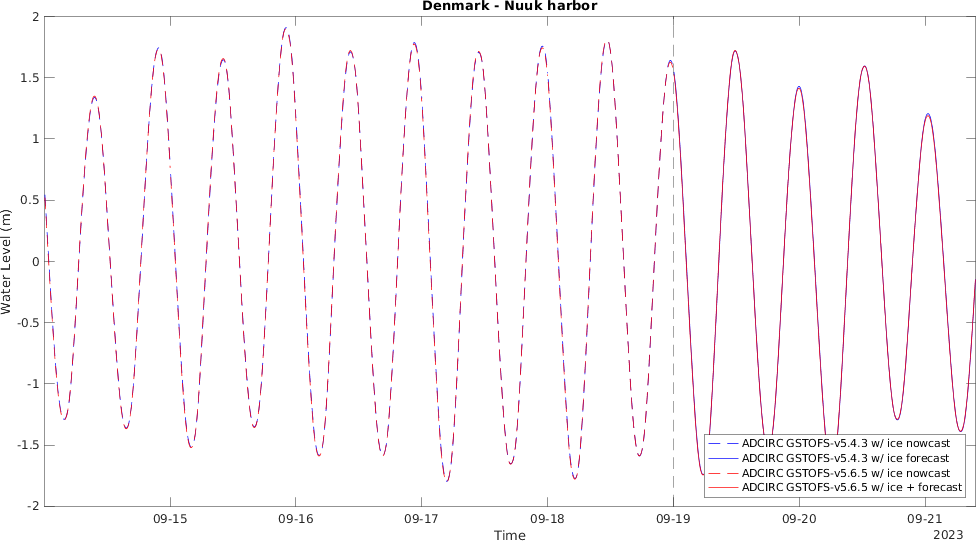 Denmark - Nuuk harbor
2
1.5
1
0.5
0
-0.5
-1
-1.5
-2
Water Level (m)
ADCIRC GSTOFS-v5.4.3 w/ ice nowcast
ADCIRC GSTOFS-v5.4.3 w/ ice forecast
ADCIRC GSTOFS-v5.6.5 w/ ice nowcast
ADCIRC GSTOFS-v5.6.5 w/ ice + forecast
09-15
09-16
09-17
09-18
09-19
09-20
09-21
Time
2023